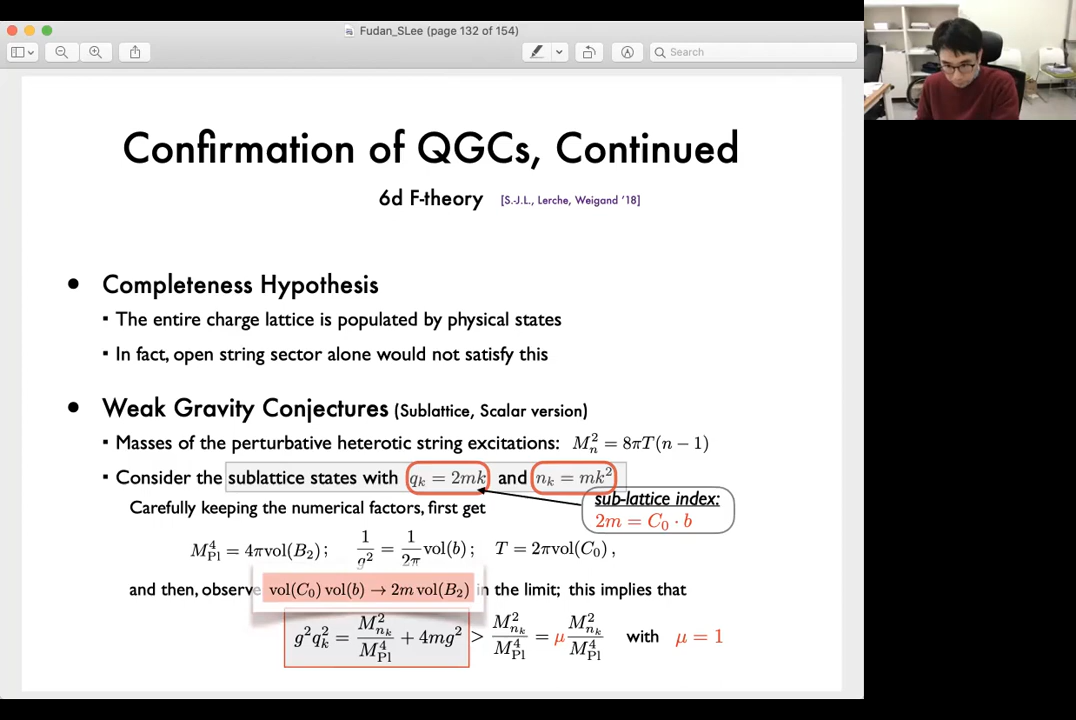 Fudan_SLee (page 132 of 154)
Search
Confirmation of QGCs, Continued
6d F-theory [S.-J.L., Lerche, Weigand '18]
• Completeness Hypothesis
▪ The entire charge lattice is populated by physical states
▪ In fact, open string sector alone would not satisfy this
• Weak Gravity Conjectures (Sublattice, Scalar version)
▪ Masses of the perturbative heterotic string excitations: M_n^2 = 8πT(n − 1)
▪ Consider the sublattice states with q_k = 2mk and n_k = mk^2
sub-lattice index:
2m = C_0 · b
Carefully keeping the numerical factors, first get
M_Pl^4 = 4πvol(B_2); 1/g^2 = 1/2π vol(b); T = 2πvol(C_0),
and then, observe vol(C_0) vol(b) → 2m vol(B_2) in the limit; this implies that
g^2 q_k^2 = M_{n_k}^2/M_Pl^4 + 4mg^2 > M_{n_k}^2/M_Pl^4 = μ M_{n_k}^2/M_Pl^4 with μ = 1